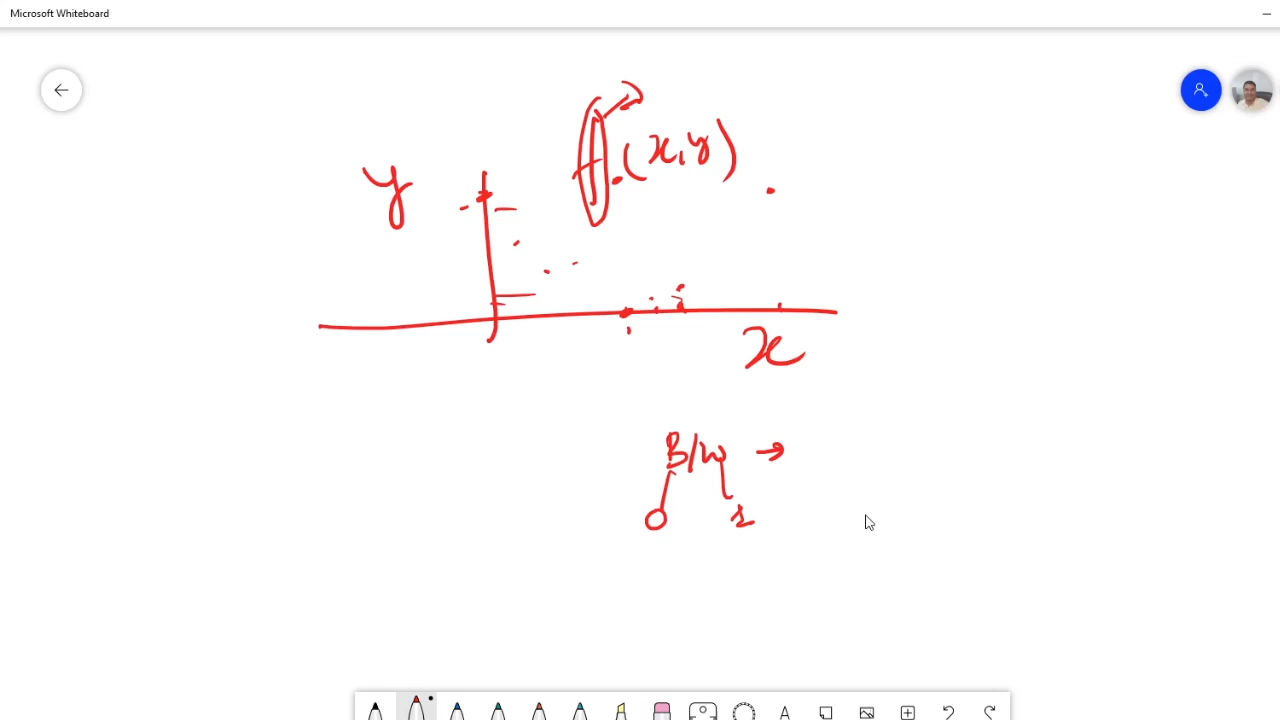 Microsoft Whiteboard
f.(x,y)
y
x
B/W →
0 1
A